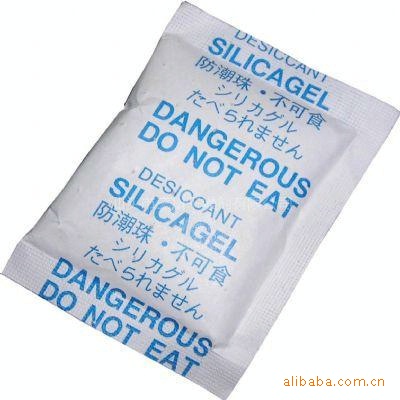 DESICCANT
SILICAGEL
防潮珠·不可食
シリカグル
たべられません
DANGEROUS
DO NOT EAT
DESICCANT
SILICAGEL
防潮珠·不可食
シリカグル
たべられません
DANGEROUS
DO NOT EAT
alibaba.com.cn